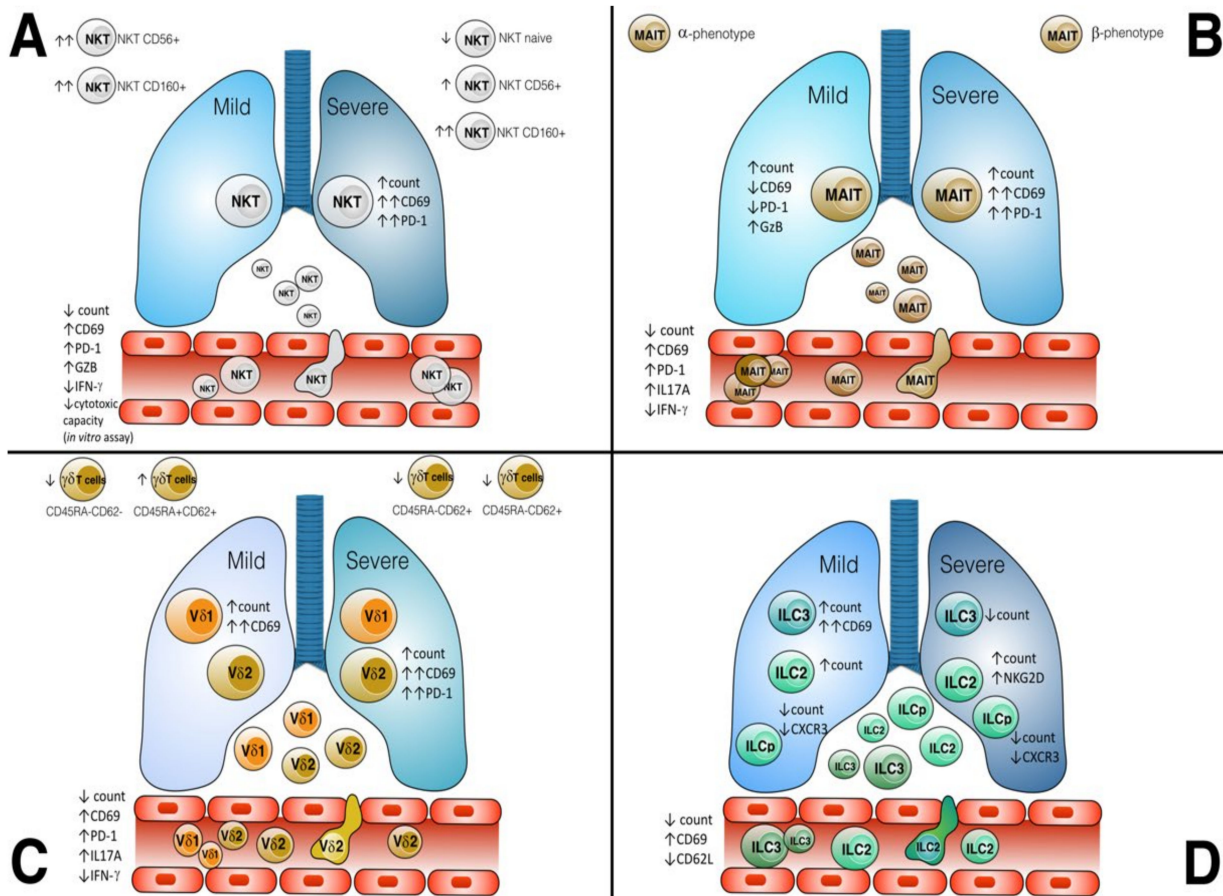 A
↑↑ NKT NKT CD56+
↑↑ NKT NKT CD160+
↓ NKT NKT naive
↑ NKT NKT CD56+
↑↑ NKT NKT CD160+
Mild
Severe
NKT
NKT
↑count
↑↑CD69
↑↑PD-1
NKT
NKT
NKT
NKT
↓ count
↑CD69
↑PD-1
↑GZB
↓IFN-γ
↓cytotoxic
capacity
(in vitro assay)
NKT
NKT
NKT
NKT
NKT
B
MAIT α-phenotype
MAIT β-phenotype
Mild
Severe
↑count
↓CD69
↓PD-1
↑GzB
MAIT
MAIT
↑count
↑↑CD69
↑↑PD-1
MAIT
MAIT
MAIT
MAIT
↓ count
↑CD69
↑PD-1
↑IL17A
↓IFN-γ
MAIT
MAIT
MAIT
MAIT
MAIT
C
↓ γδT cells
CD45RA-CD62-
↑ γδT cells
CD45RA+CD62+
↓ γδT cells
CD45RA-CD62+
↓ γδT cells
CD45RA-CD62+
Mild
Severe
Vδ1
↑count
↑↑CD69
Vδ2
Vδ1
Vδ2
↑count
↑↑CD69
↑↑PD-1
Vδ1
Vδ1
Vδ2
Vδ2
↓ count
↑CD69
↑PD-1
↑IL17A
↓IFN-γ
Vδ1
Vδ2
Vδ1
Vδ2
Vδ2
Vδ2
D
Mild
Severe
ILC3
↑count
↑↑CD69
ILC2
↑count
↓count
↓CXCR3
ILCp
ILC3
↓count
ILC2
↑count
↑NKG2D
ILCp
↓count
↓CXCR3
ILCp
ILC2
ILC2
ILC3
ILC3
↓ count
↑CD69
↓CD62L
ILC3
ILC3
ILC2
ILC2
ILC2